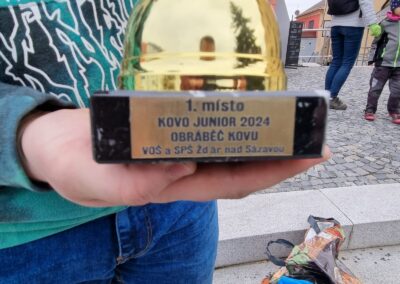 1. místo
KOVO JUNIOR 2024
OBRÁBĚČ KOVU
VOŠ a SPŠ Žďár nad Sázavou